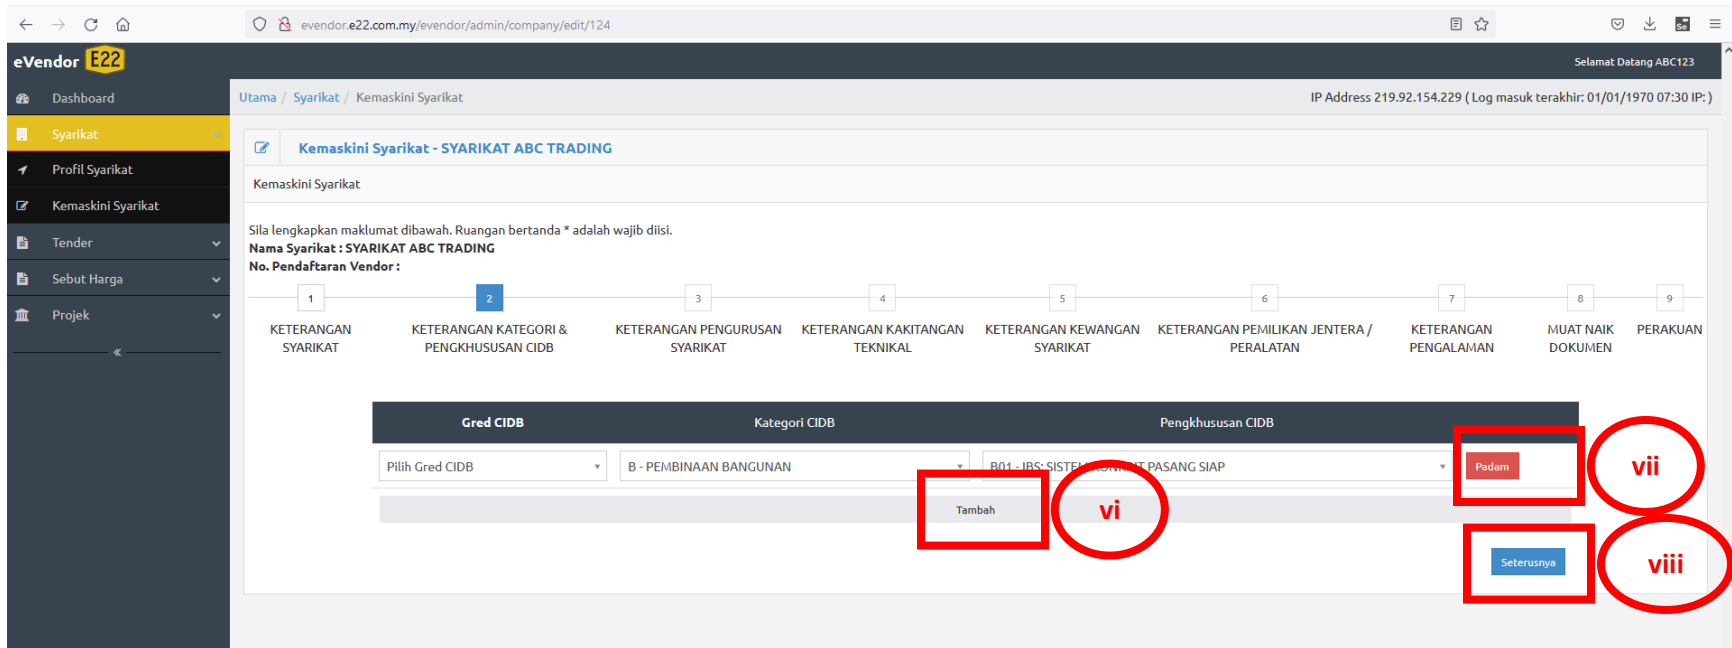 evendor.e22.com.my/evendor/admin/company/edit/124
eVendor E22
Selamat Datang ABC123
Dashboard
Syarikat
Profil Syarikat
Kemaskini Syarikat
Tender
Sebut Harga
Projek
Utama / Syarikat / Kemaskini Syarikat
IP Address 219.92.154.229 ( Log masuk terakhir: 01/01/1970 07:30 IP: )
Kemaskini Syarikat - SYARIKAT ABC TRADING
Kemaskini Syarikat
Sila lengkapkan maklumat dibawah. Ruangan bertanda * adalah wajib diisi.
Nama Syarikat : SYARIKAT ABC TRADING
No. Pendaftaran Vendor :
1
KETERANGAN
SYARIKAT
2
KETERANGAN KATEGORI &
PENGKHUSUSAN CIDB
3
KETERANGAN PENGURUSAN
SYARIKAT
4
KETERANGAN KAKITANGAN
TEKNIKAL
5
KETERANGAN KEWANGAN
SYARIKAT
6
KETERANGAN PEMILIKAN JENTERA /
PERALATAN
7
KETERANGAN
PENGALAMAN
8
MUAT NAIK
DOKUMEN
9
PERAKUAN
Gred CIDB Kategori CIDB Pengkhususan CIDB
Pilih Gred CIDB B - PEMBINAAN BANGUNAN B01 - IBS: SISTEM KONKRIT PASANG SIAP Padam vii
Tambah vi
Seterusnya viii